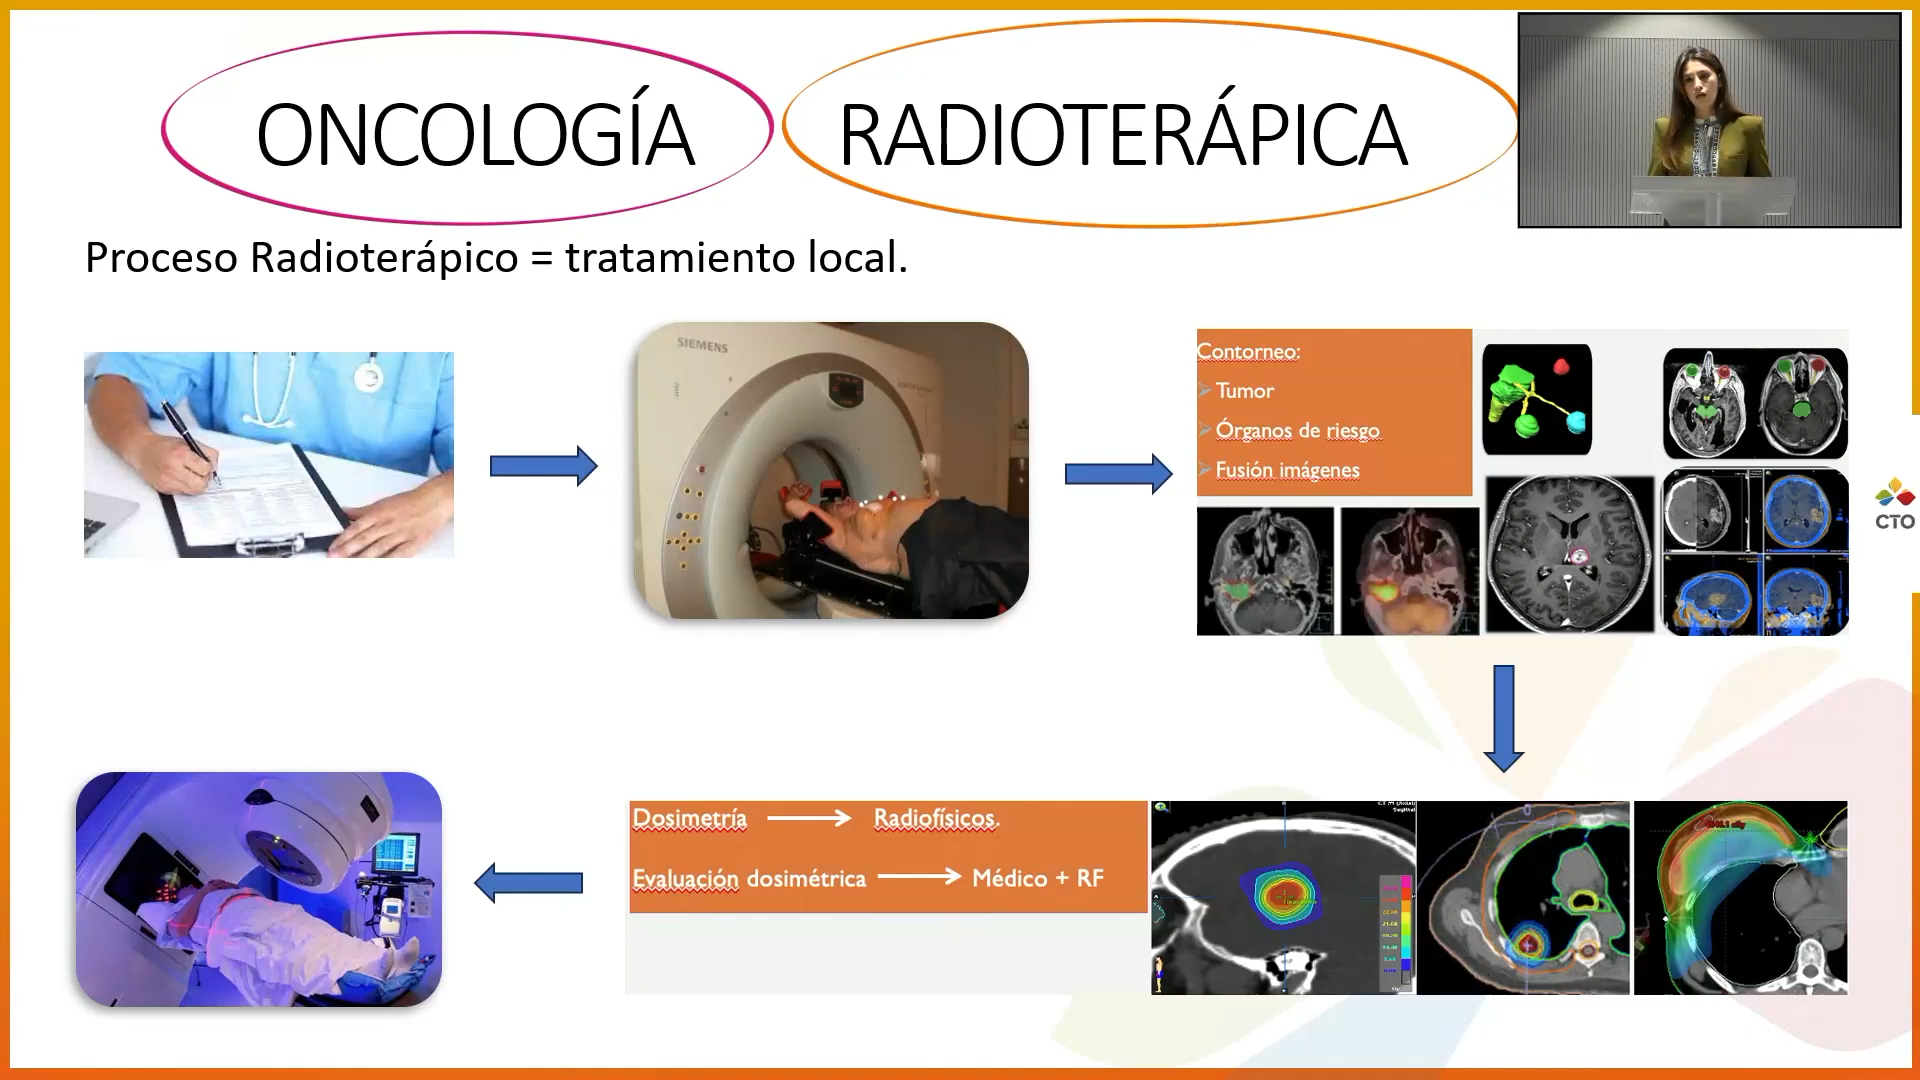 ONCOLOGÍA RADIOTERÁPICA
Proceso Radioterápico = tratamiento local.
SIEMENS
Contorneo:
Tumor
Órganos de riesgo
Fusión imágenes
CTO
Dosimetría Radiofísicos.
Evaluación dosimétrica Médico + RF